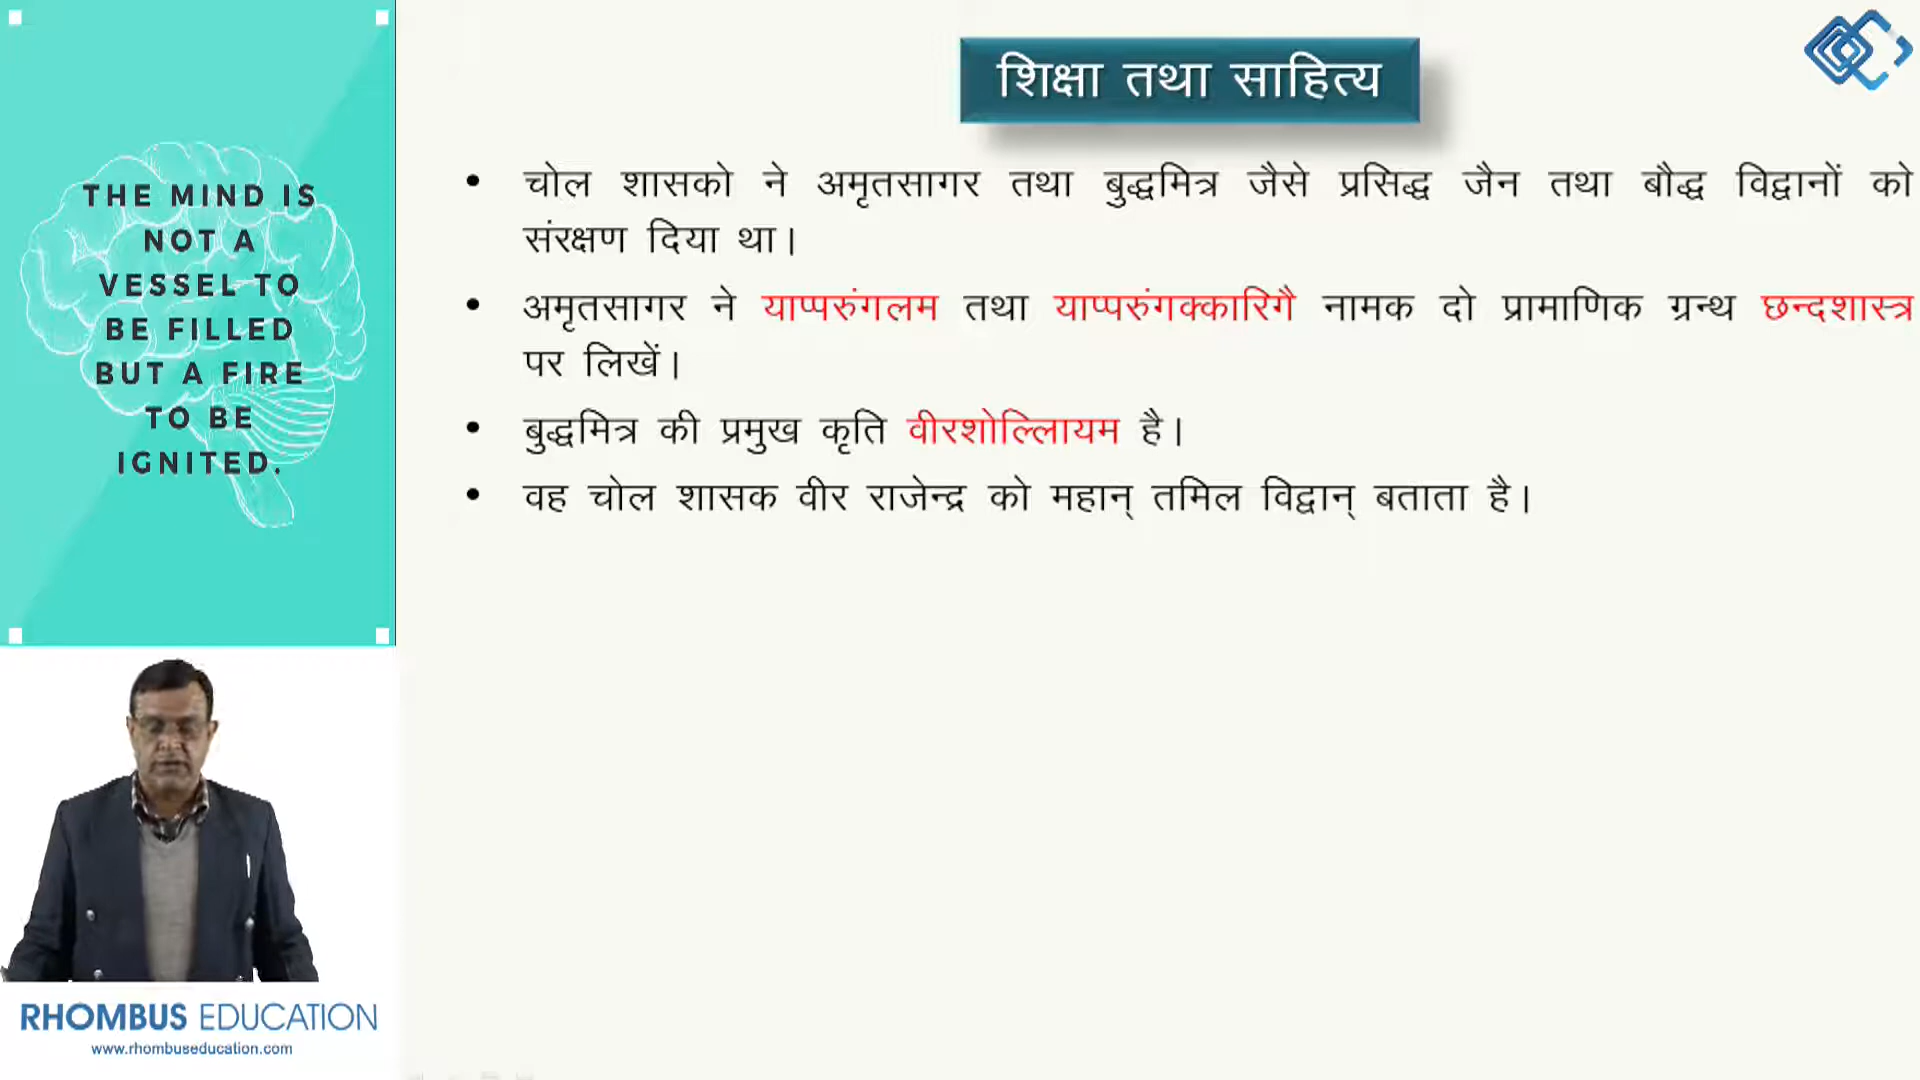 THE MIND IS
NOT A
VESSEL TO
BE FILLED
BUT A FIRE
TO BE
IGNITED.
RHOMBUS EDUCATION
www.rhombuseducation.com
शिक्षा तथा साहित्य
• चोल शासको ने अमृतसागर तथा बुद्धमित्र जैसे प्रसिद्ध जैन तथा बौद्ध विद्वानों को
संरक्षण दिया था।
• अमृतसागर ने याप्परुंगलम तथा याप्परुंगक्कारिगै नामक दो प्रामाणिक ग्रन्थ छन्दशास्त्र
पर लिखें।
• बुद्धमित्र की प्रमुख कृति वीरशोल्लियम है।
• वह चोल शासक वीर राजेन्द्र को महान् तमिल विद्वान् बताता है।